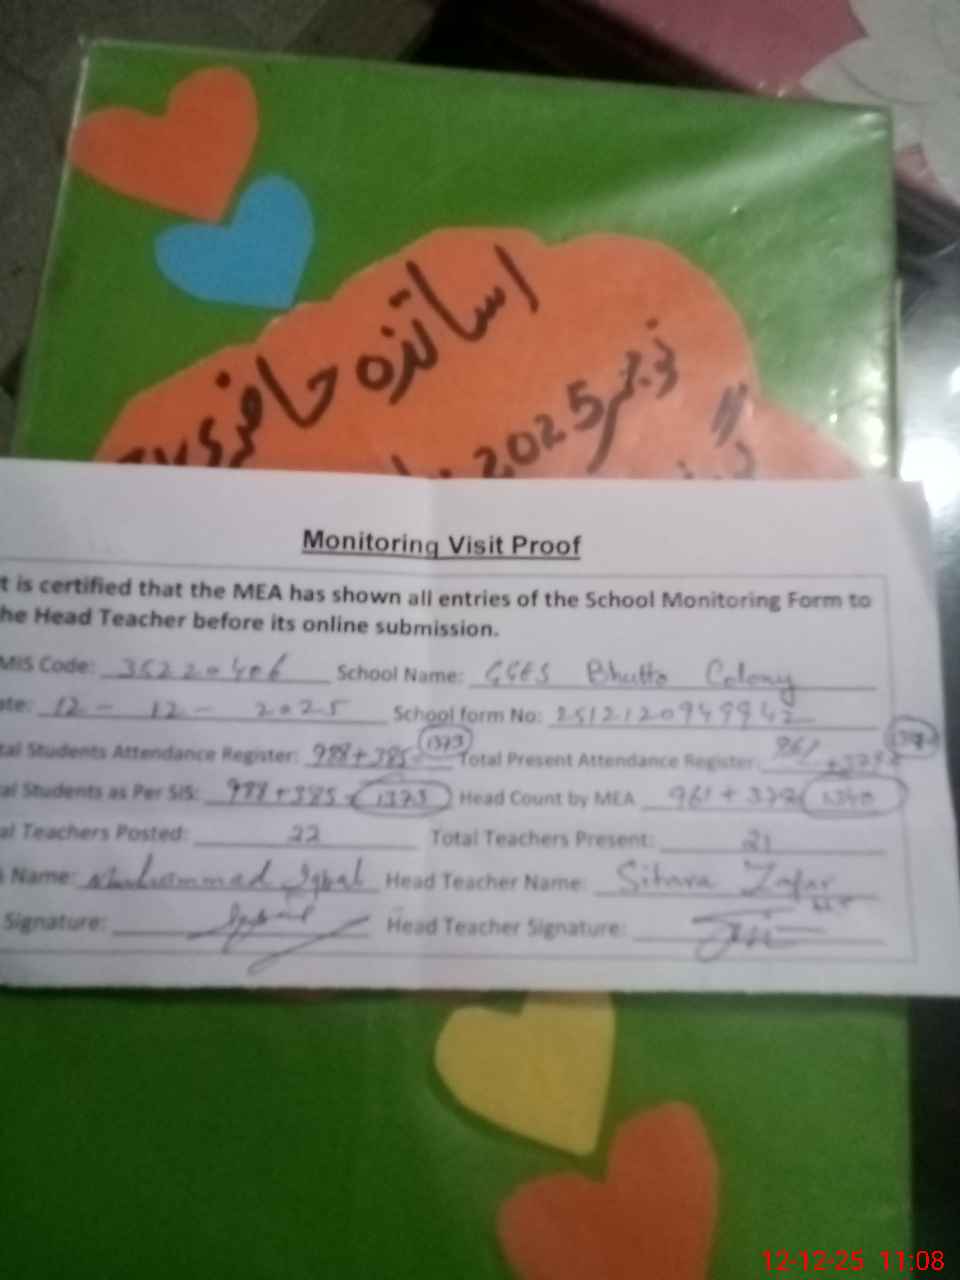 اساتذہ حاضری
دسمبر 2025
Monitoring Visit Proof
t is certified that the MEA has shown all entries of the School Monitoring Form to
he Head Teacher before its online submission.
MIS Code: 35220406 School Name: GGES Bhutto Colony
ate: 12 - 12 - 2025 School form No:
tal Students Attendance Register: 988+385 1373 Total Present Attendance Register: 961
al Students as Per SIS: 988+385 1373 Head Count by MEA 961 + 379 1340
al Teachers Posted: 22 Total Teachers Present: 21
Name: Muhammad Iqbal Head Teacher Name: Sitara Zafar
Signature: Head Teacher Signature:
12-12-25 11:08